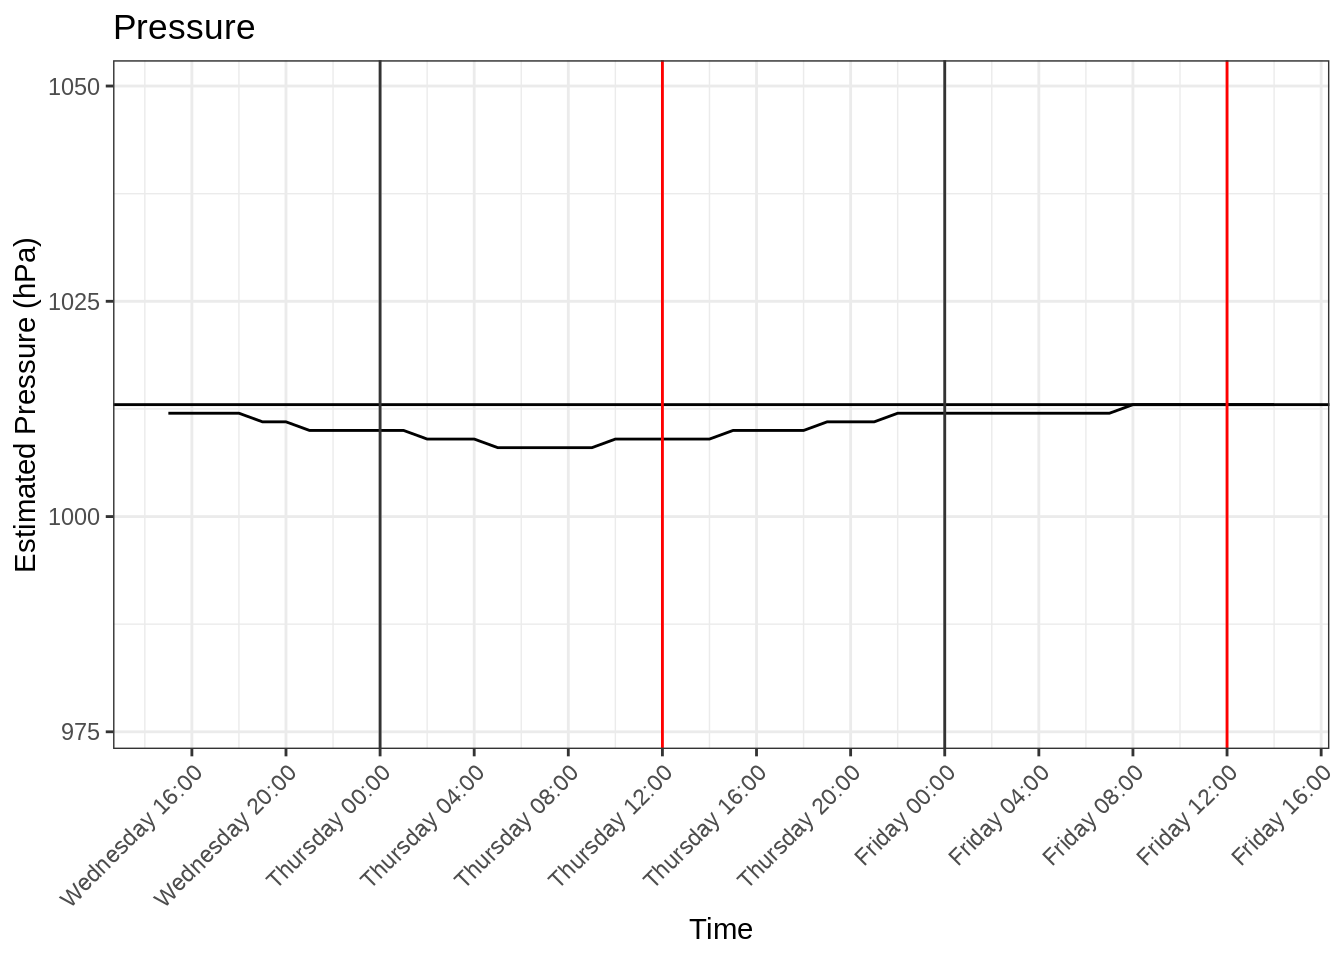 Pressure
Estimated Pressure (hPa)
1050
1025
1000
975
Wednesday 16:00
Wednesday 20:00
Thursday 00:00
Thursday 04:00
Thursday 08:00
Thursday 12:00
Thursday 16:00
Thursday 20:00
Friday 00:00
Friday 04:00
Friday 08:00
Friday 12:00
Friday 16:00
Time